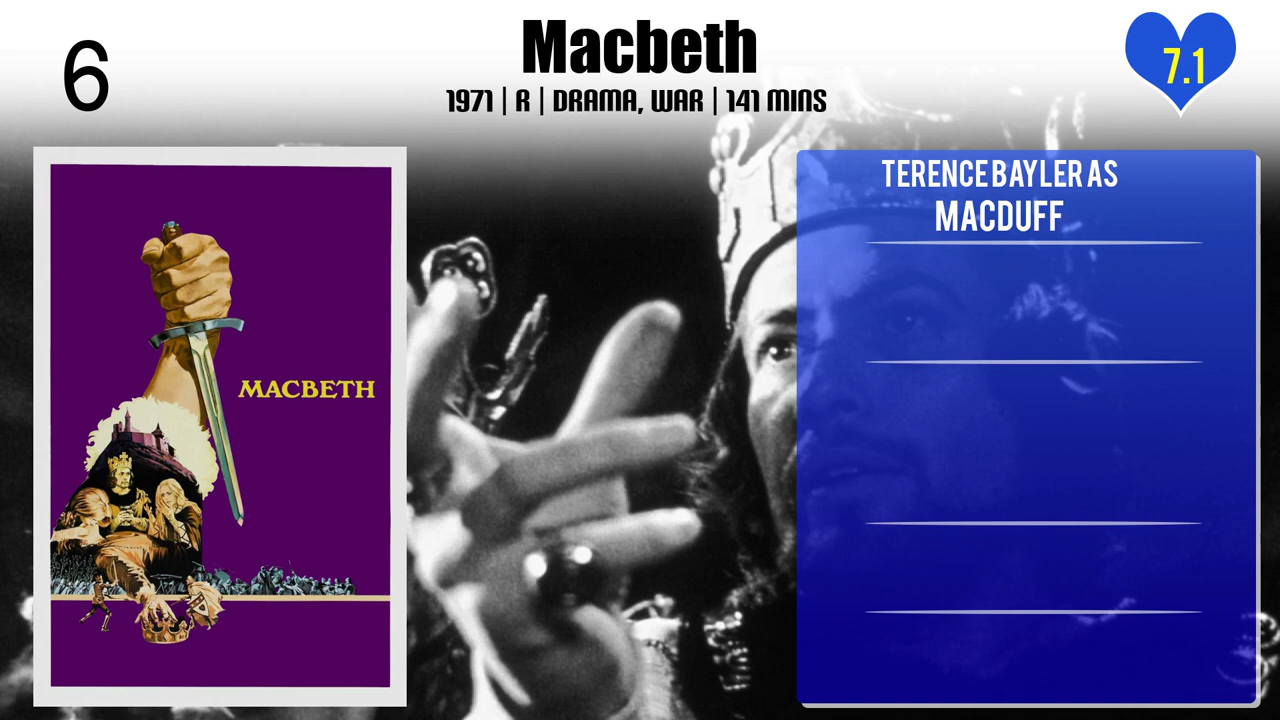 6
Macbeth
1971 | R | DRAMA, WAR | 141 MINS
7.1
MACBETH
TERENCE BAYLER AS
MACDUFF